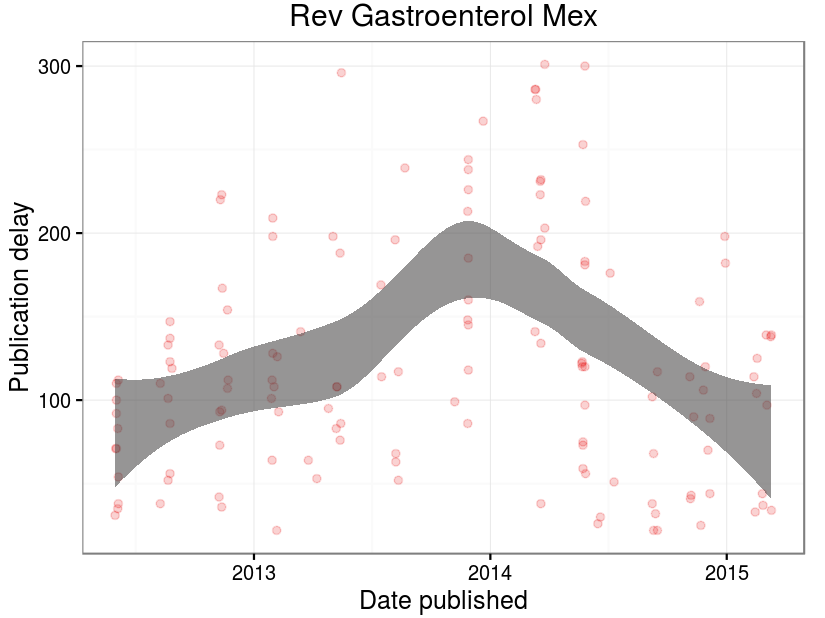 Rev Gastroenterol Mex
Publication delay
300
200
100
2013
2014
2015
Date published